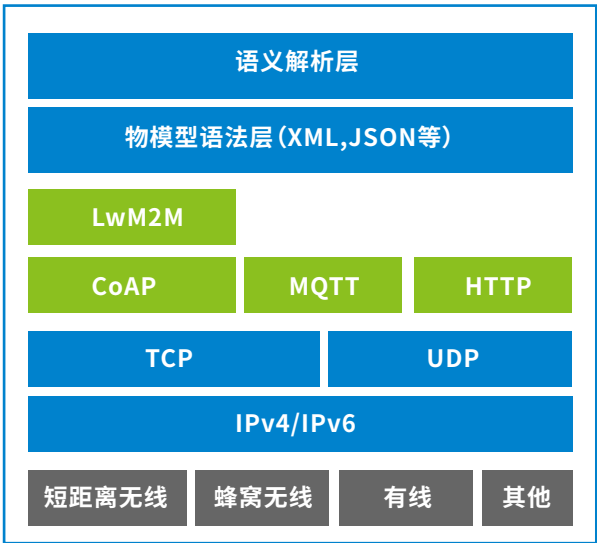 语义解析层
物模型语法层（XML,JSON等）
LwM2M
CoAP MQTT HTTP
TCP UDP
IPv4/IPv6
短距离无线 蜂窝无线 有线 其他